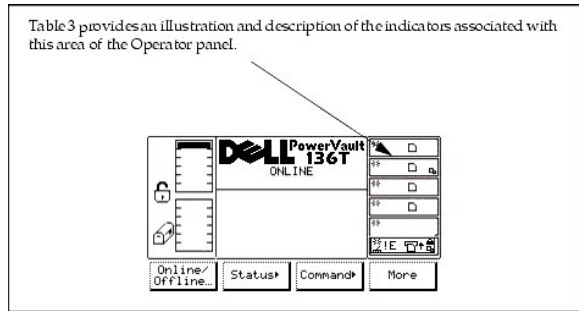 Table 3 provides an illustration and description of the indicators associated with
this area of the Operator panel.
DELL PowerVault
136T
ONLINE
!E
Online/
Offline...
Status
Command
More